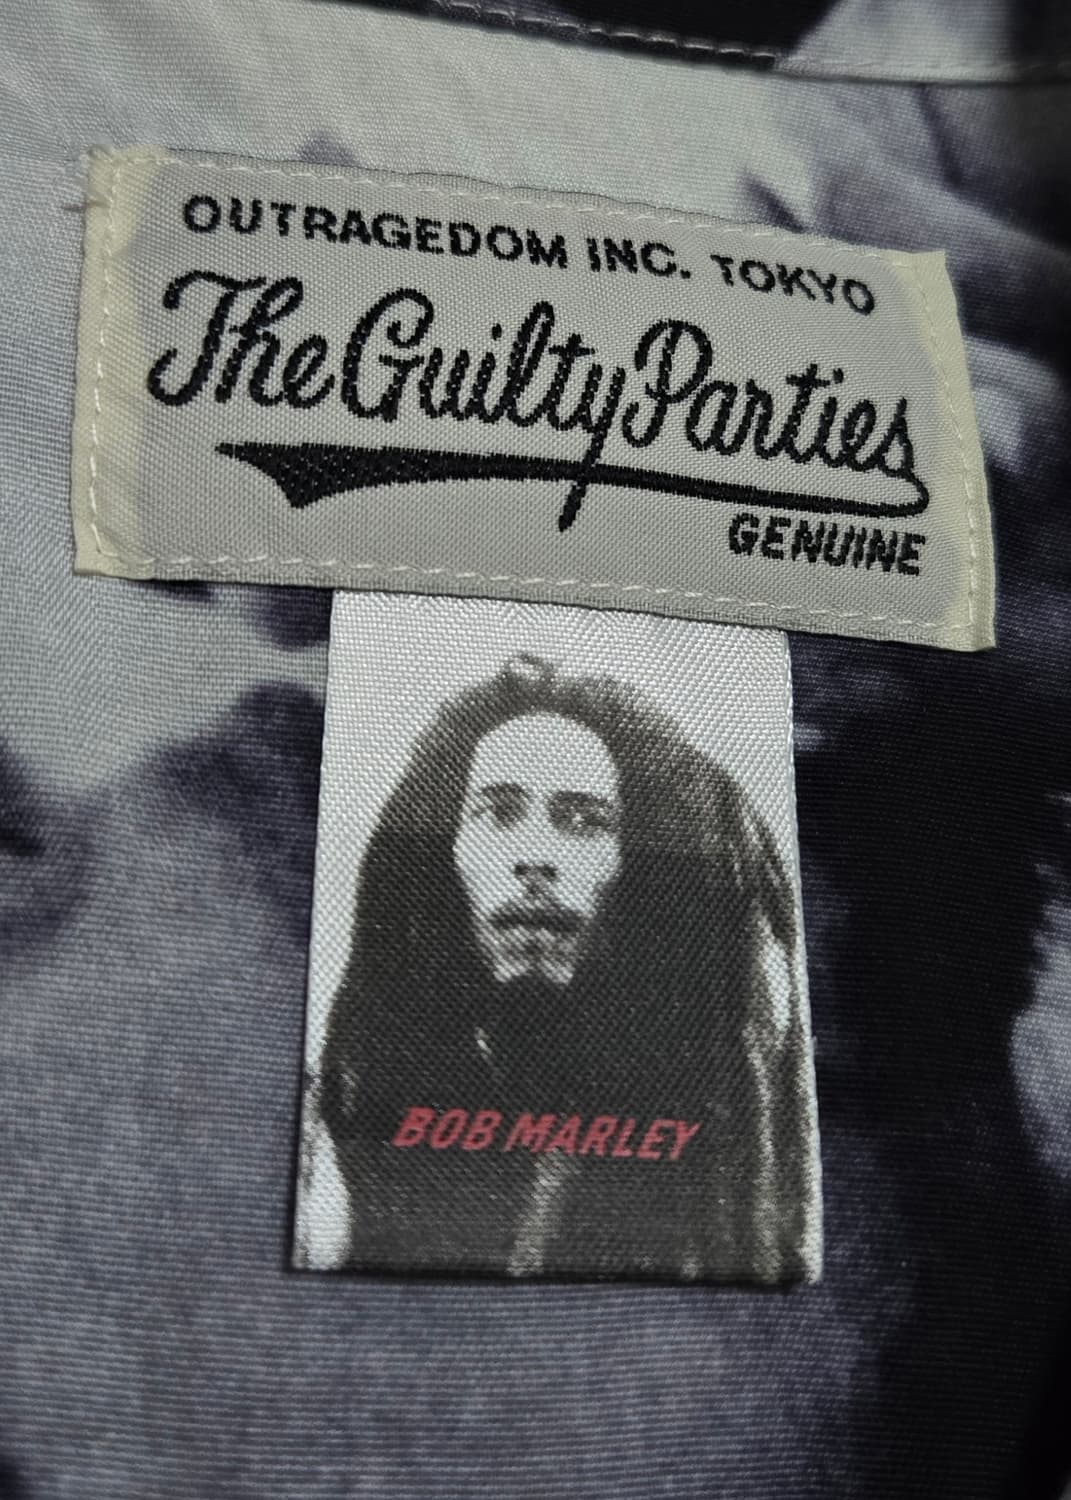 OUTRAGEDOM INC. TOKYO
The Guilty Parties
GENUINE
BOB MARLEY